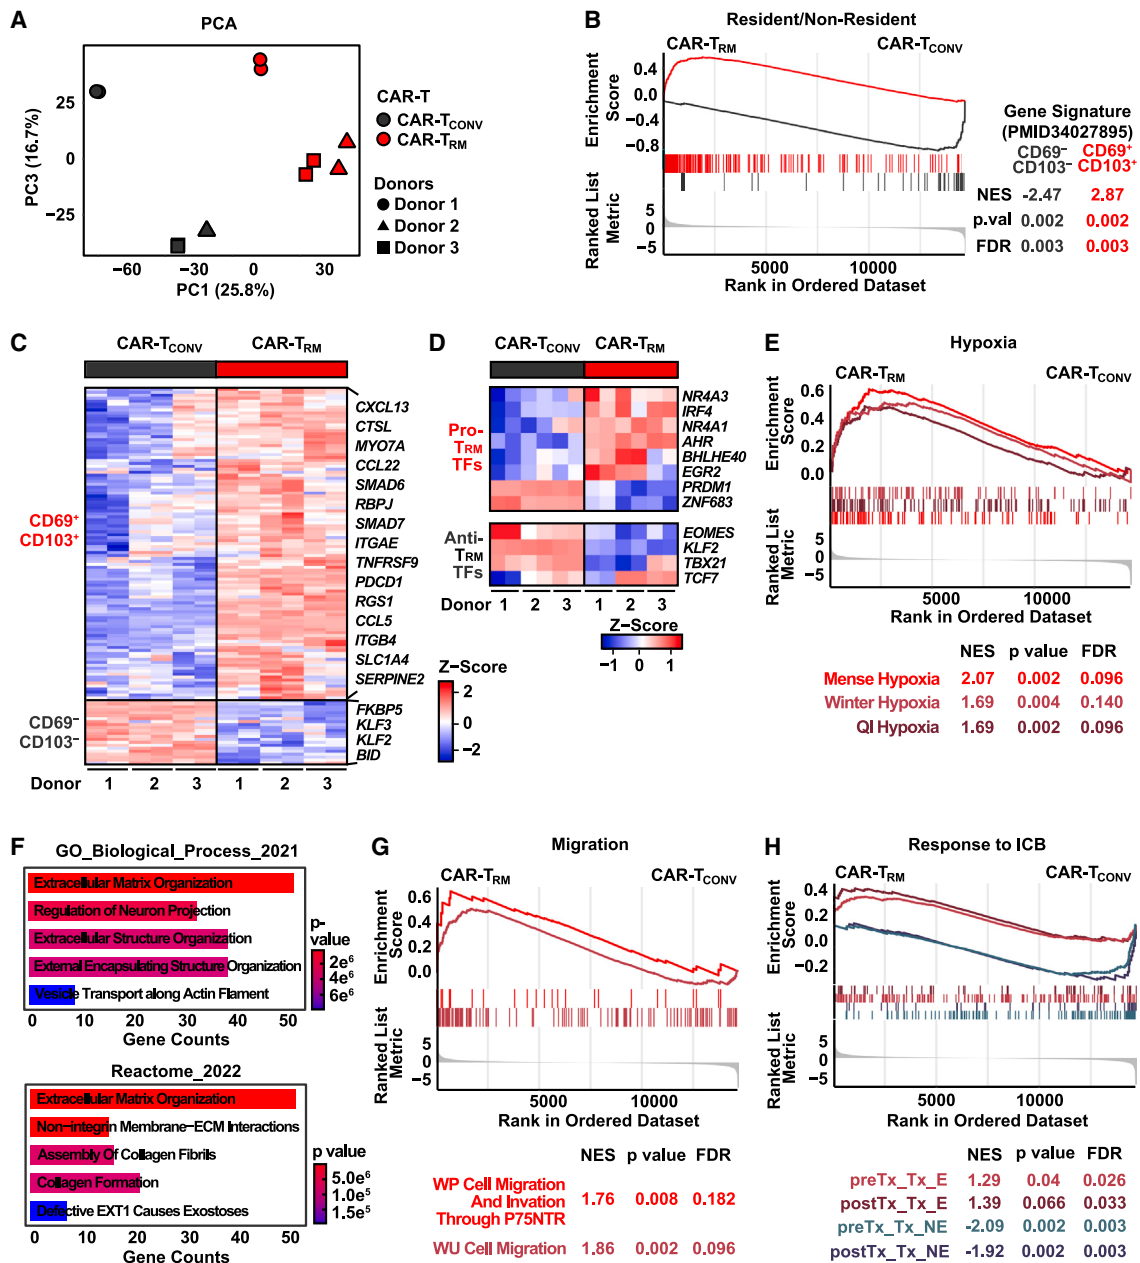 A
PCA
PC3 (16.7%)
25
0
−25
−60
−30
0
30
PC1 (25.8%)
CAR-T
CAR-TCONV
CAR-TRM
Donors
Donor 1
Donor 2
Donor 3
B
Resident/Non-Resident
CAR-TRM
CAR-TCONV
Enrichment
Score
0.4
0.0
−0.4
−0.8
Ranked List
Metric
5
0
−5
5000
10000
Rank in Ordered Dataset
Gene Signature
(PMID34027895)
CD69− CD69+
CD103− CD103+
NES -2.47 2.87
p.val 0.002 0.002
FDR 0.003 0.003
C
CAR-TCONV
CAR-TRM
CD69+
CD103+
CD69−
CD103−
CXCL13
CTSL
MYO7A
CCL22
SMAD6
RBPJ
SMAD7
ITGAE
TNFRSF9
PDCD1
RGS1
CCL5
ITGB4
SLC1A4
SERPINE2
FKBP5
KLF3
KLF2
BID
Donor 1 2 3 1 2 3
Z-Score
2
0
−2
D
CAR-TCONV
CAR-TRM
Pro-
TRM
TFs
NR4A3
IRF4
NR4A1
AHR
BHLHE40
EGR2
PRDM1
ZNF683
Anti-
TRM
TFs
EOMES
KLF2
TBX21
TCF7
Donor 1 2 3 1 2 3
Z-Score
−1 0 1
E
Hypoxia
CAR-TRM
CAR-TCONV
Enrichment
Score
0.6
0.4
0.2
0.0
Ranked List
Metric
5
0
−5
5000
10000
Rank in Ordered Dataset
NES p value FDR
Mense Hypoxia 2.07 0.002 0.096
Winter Hypoxia 1.69 0.004 0.140
QI Hypoxia 1.69 0.002 0.096
F
GO_Biological_Process_2021
Extracellular Matrix Organization
Regulation of Neuron Projection
Extracellular Structure Organization
External Encapsulating Structure Organization
Vesicle Transport along Actin Filament
0 10 20 30 40 50
Gene Counts
p-
value
2e6
4e6
6e6
Reactome_2022
Extracellular Matrix Organization
Non−integrin Membrane−ECM Interactions
Assembly Of Collagen Fibrils
Collagen Formation
Defective EXT1 Causes Exostoses
0 10 20 30 40 50
Gene Counts
p value
5.0e6
1.0e5
1.5e5
G
Migration
CAR-TRM
CAR-TCONV
Enrichment
Score
0.6
0.4
0.2
0.0
Ranked List
Metric
5
0
−5
5000
10000
Rank in Ordered Dataset
NES p value FDR
WP Cell Migration
And Invation
Through P75NTR
1.76 0.008 0.182
WU Cell Migration 1.86 0.002 0.096
H
Response to ICB
CAR-TRM
CAR-TCONV
Enrichment
Score
0.4
0.2
0.0
−0.2
Ranked List
Metric
5
0
−5
5000
10000
Rank in Ordered Dataset
NES p value FDR
preTx_Tx_E 1.29 0.04 0.026
postTx_Tx_E 1.39 0.066 0.033
preTx_Tx_NE -2.09 0.002 0.003
postTx_Tx_NE -1.92 0.002 0.003